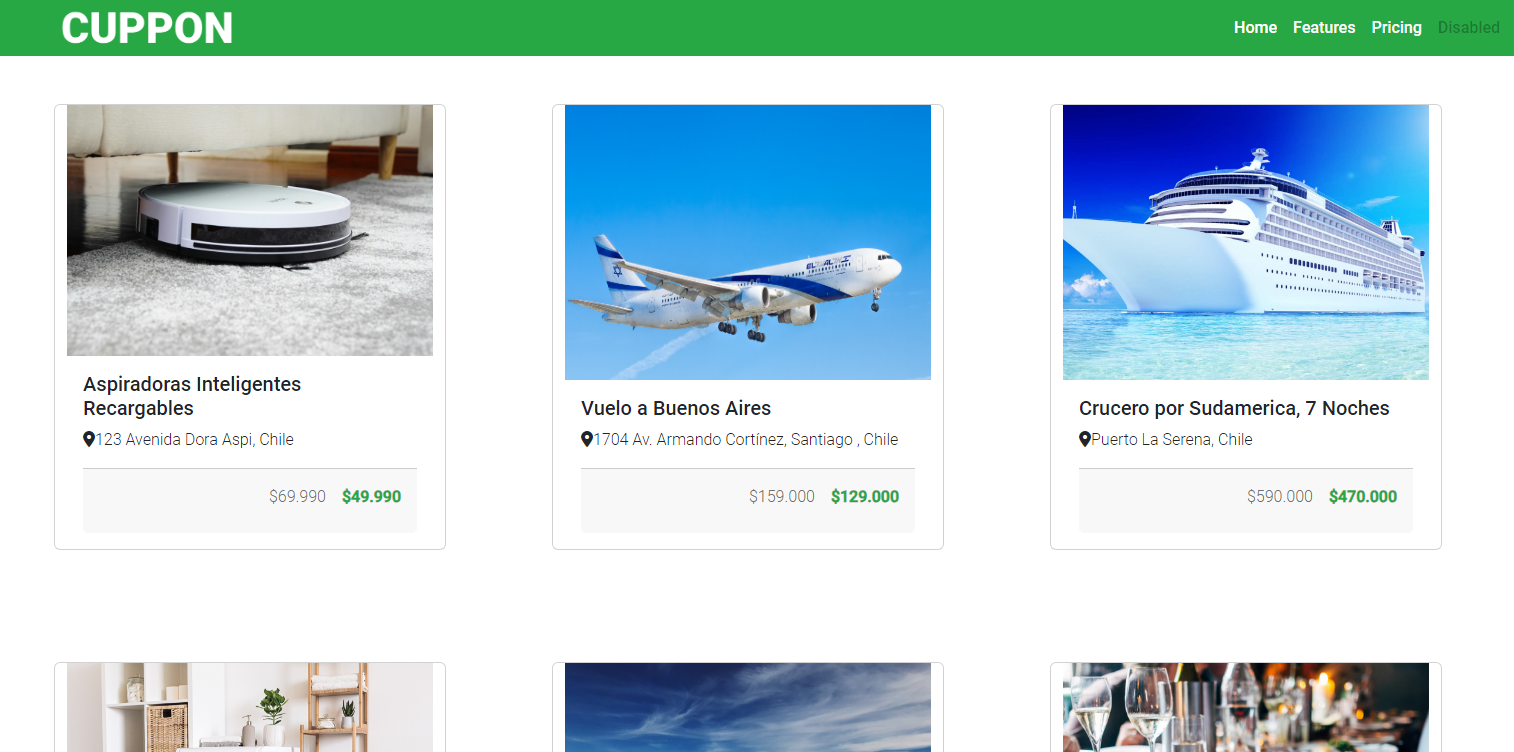 CUPPON
Home Features Pricing Disabled
Aspiradoras Inteligentes
Recargables
123 Avenida Dora Aspi, Chile
$69.990 $49.990
Vuelo a Buenos Aires
1704 Av. Armando Cortínez, Santiago , Chile
$159.000 $129.000
Crucero por Sudamerica, 7 Noches
Puerto La Serena, Chile
$590.000 $470.000